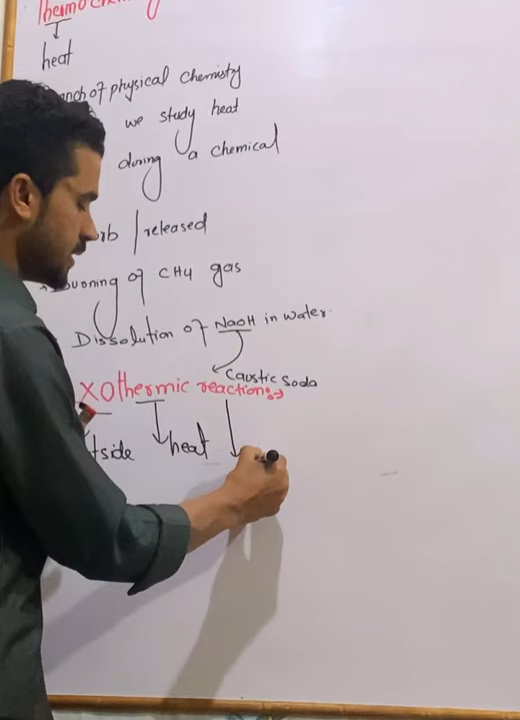 heat
of physical chemistry
we study heat
during a chemical
/ released
of CH4 gas
Dissolution of NaOH in water
Caustic Soda
Xothermic reactions:-
tside heat